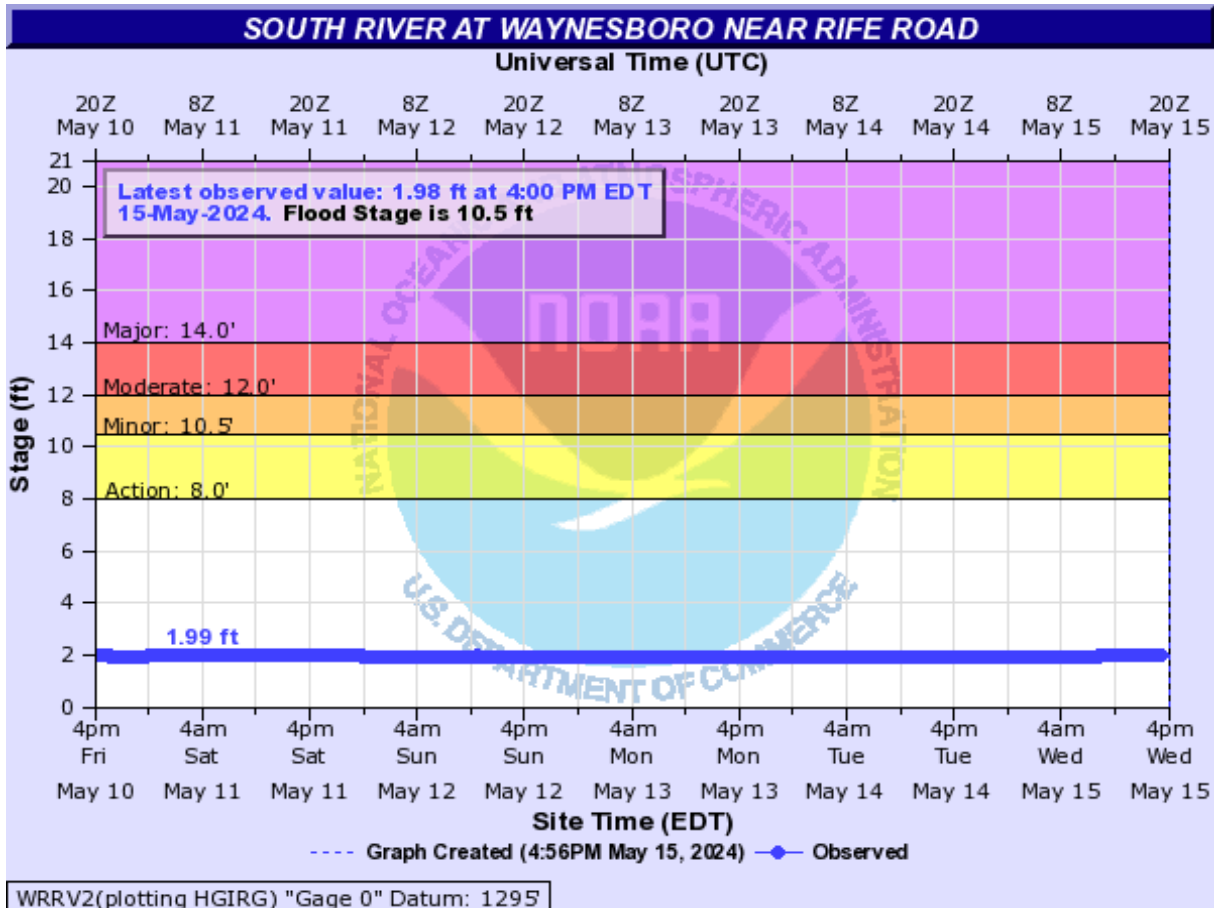 SOUTH RIVER AT WAYNESBORO NEAR RIFE ROAD
Universal Time (UTC)
20Z 8Z 20Z 8Z 20Z 8Z 20Z 8Z 20Z 8Z 20Z
May 10 May 11 May 11 May 12 May 12 May 13 May 13 May 14 May 14 May 15 May 15
Latest observed value: 1.98 ft at 4:00 PM EDT
15-May-2024. Flood Stage is 10.5 ft
21
20
18
16
14
12
10
8
6
4
2
0
Stage (ft)
Major: 14.0'
Moderate: 12.0'
Minor: 10.5'
Action: 8.0'
1.99 ft
NATIONAL OCEANIC AND ATMOSPHERIC ADMINISTRATION
NOAA
U.S. DEPARTMENT OF COMMERCE
4pm 4am 4pm 4am 4pm 4am 4pm 4am 4pm 4am 4pm
Fri Sat Sat Sun Sun Mon Mon Tue Tue Wed Wed
May 10 May 11 May 11 May 12 May 12 May 13 May 13 May 14 May 14 May 15 May 15
Site Time (EDT)
Graph Created (4:56PM May 15, 2024) Observed
WRRV2(plotting HGIRG) "Gage 0" Datum: 1295'